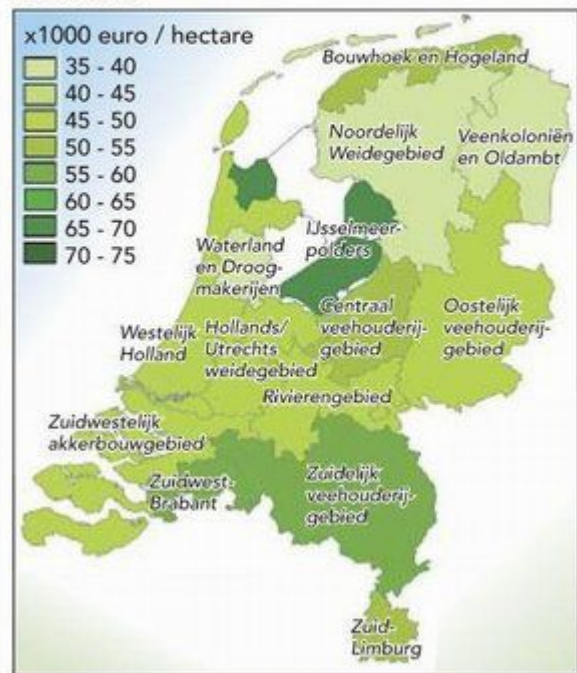 x1000 euro / hectare
35 - 40
40 - 45
45 - 50
50 - 55
55 - 60
60 - 65
65 - 70
70 - 75
Bouwhoek en Hogeland
Noordelijk
Weidegebied
Veenkoloniën
en Oldambt
IJsselmeer-
polders
Waterland
en Droog-
makerijen
Centraal
veehouderij-
gebied
Oostelijk
veehouderij-
gebied
Westelijk
Holland
Hollands/
Utrechts
weidegebied
Rivierengebied
Zuidwestelijk
akkerbouwgebied
Zuidwest-
Brabant
Zuidelijk
veehouderij-
gebied
Zuid-
Limburg